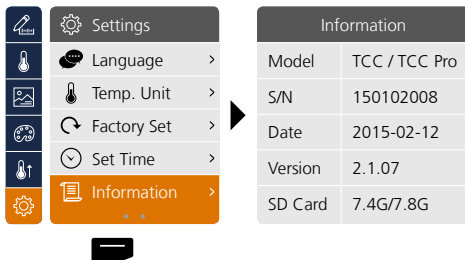 Settings
Language
Temp. Unit
Factory Set
Set Time
Information
Information
Model TCC / TCC Pro
S/N 150102008
Date 2015-02-12
Version 2.1.07
SD Card 7.4G/7.8G